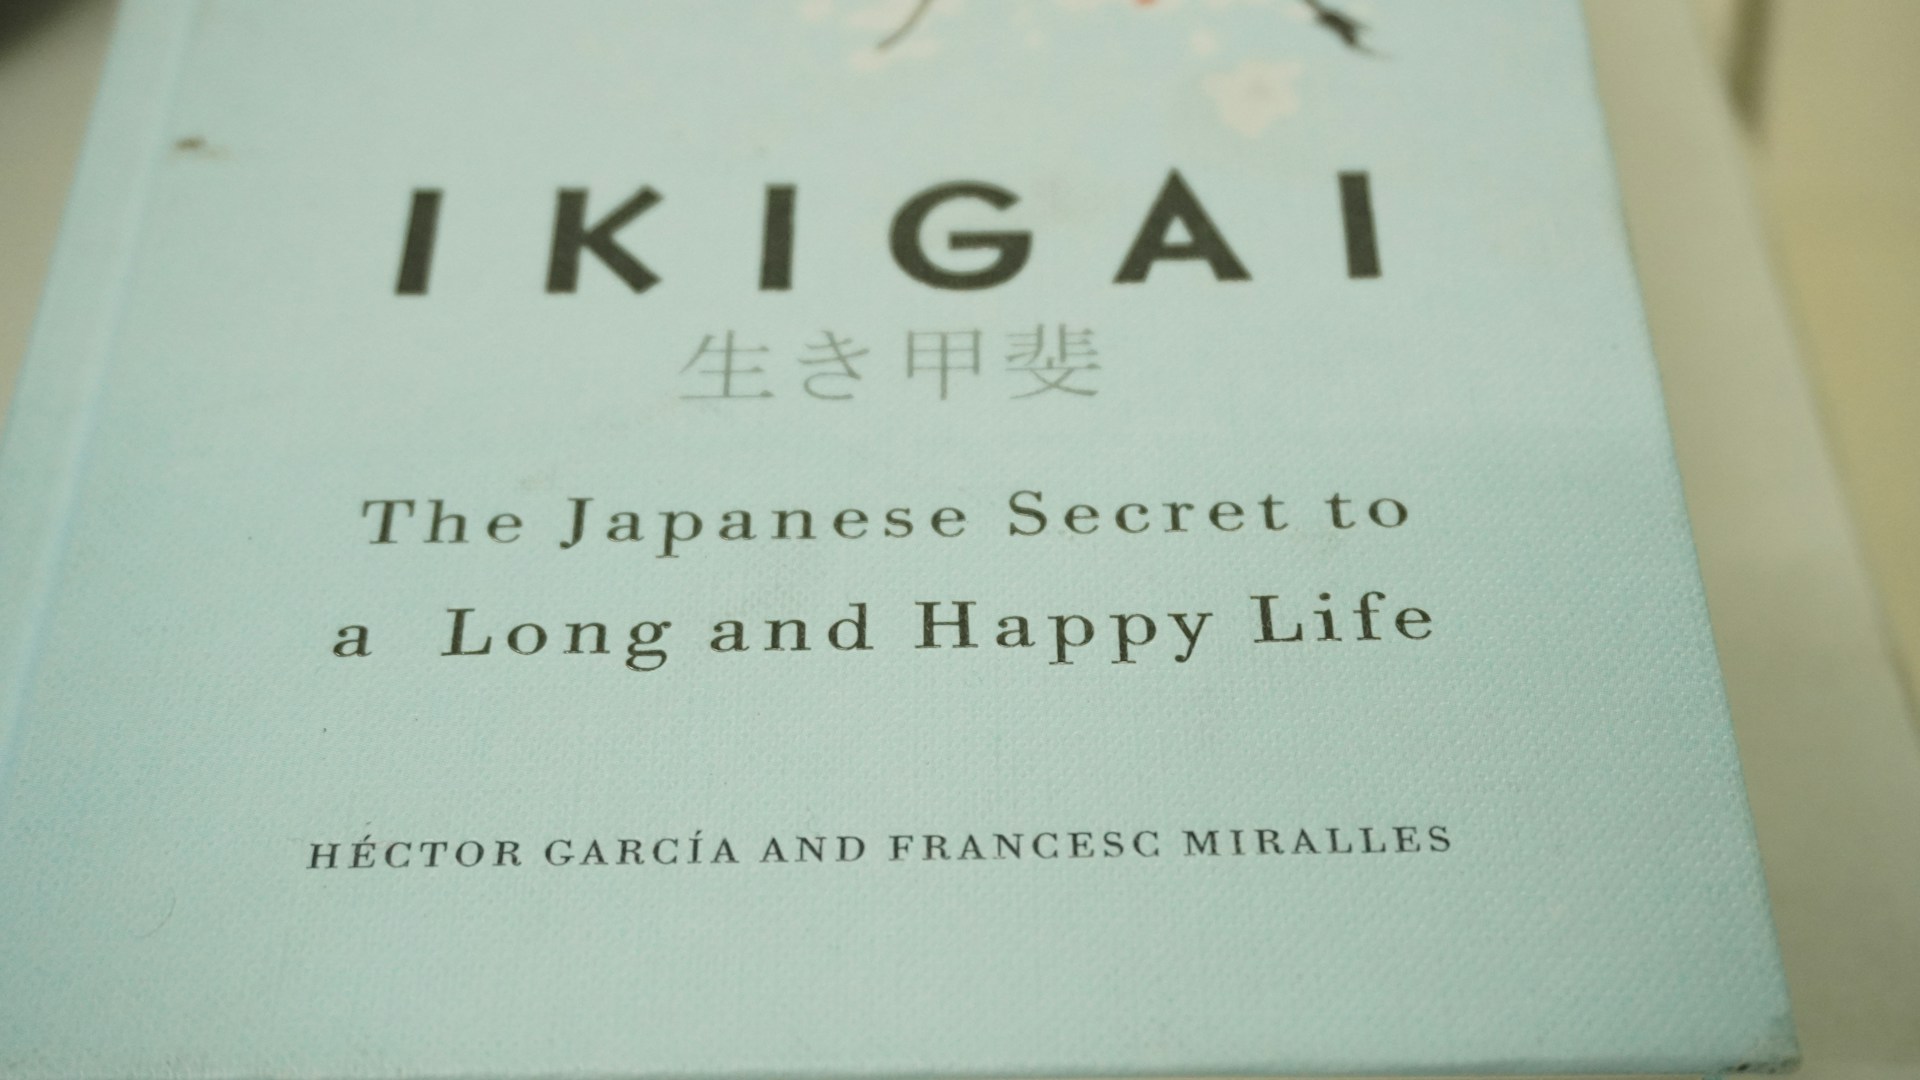 IKIGAI
生き甲斐
The Japanese Secret to
a Long and Happy Life
HÉCTOR GARCÍA AND FRANCESC MIRALLES